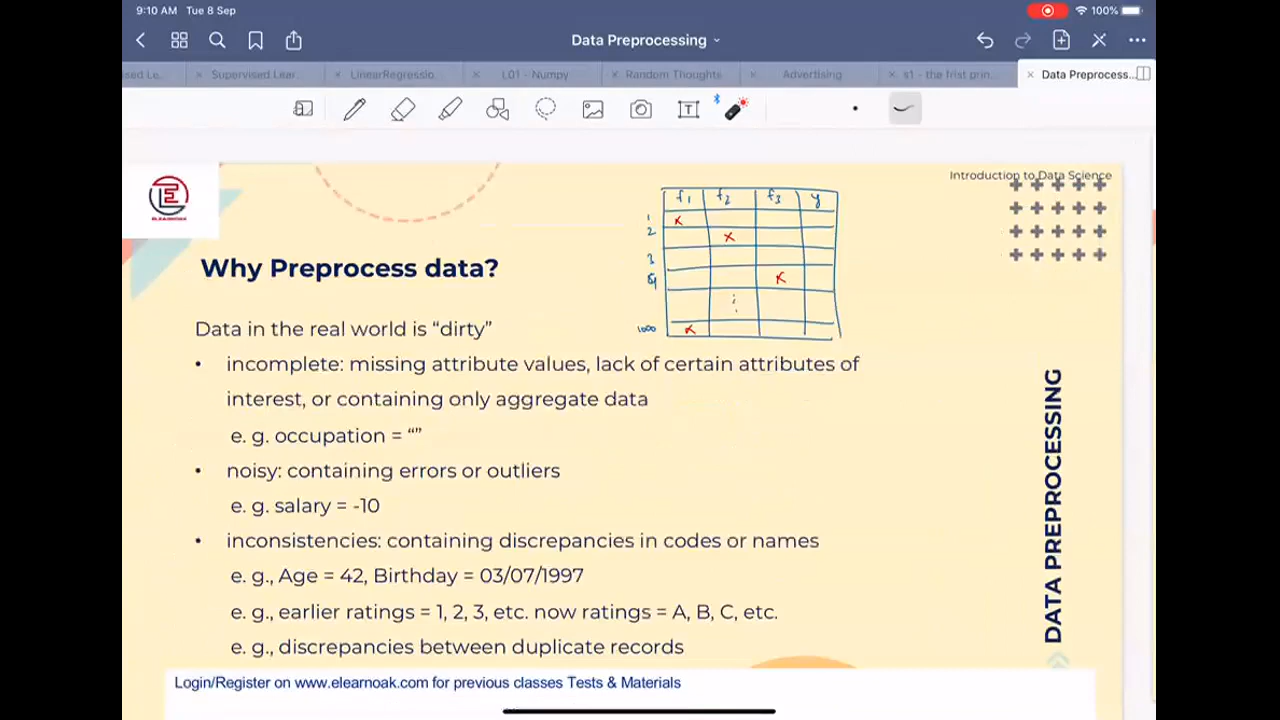 9:10 AM Tue 8 Sep
100%
Data Preprocessing
sed Le...
Supervised Lear...
LinearRegressio...
L01 - Numpy
Random Thoughts
Advertising
s1 - the frist prin...
Data Preprocess...
T
Introduction to Data Science
ELEARNOAK
f1 f2 f3 y
1
2
3
1000
Why Preprocess data?
Data in the real world is “dirty”
• incomplete: missing attribute values, lack of certain attributes of
interest, or containing only aggregate data
e. g. occupation = “”
• noisy: containing errors or outliers
e. g. salary = -10
• inconsistencies: containing discrepancies in codes or names
e. g., Age = 42, Birthday = 03/07/1997
e. g., earlier ratings = 1, 2, 3, etc. now ratings = A, B, C, etc.
e. g., discrepancies between duplicate records
DATA PREPROCESSING
Login/Register on www.elearnoak.com for previous classes Tests & Materials